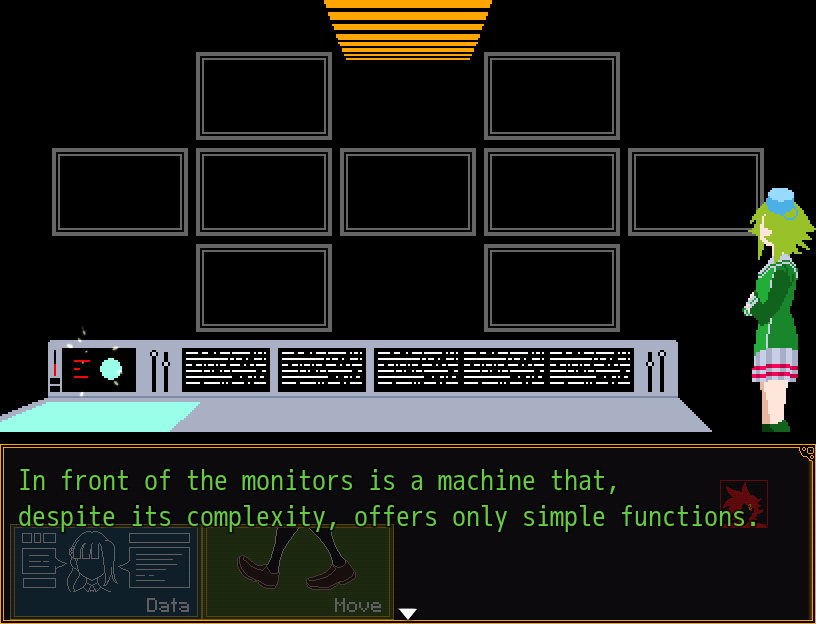 In front of the monitors is a machine that,
despite its complexity, offers only simple functions.
Data
Move